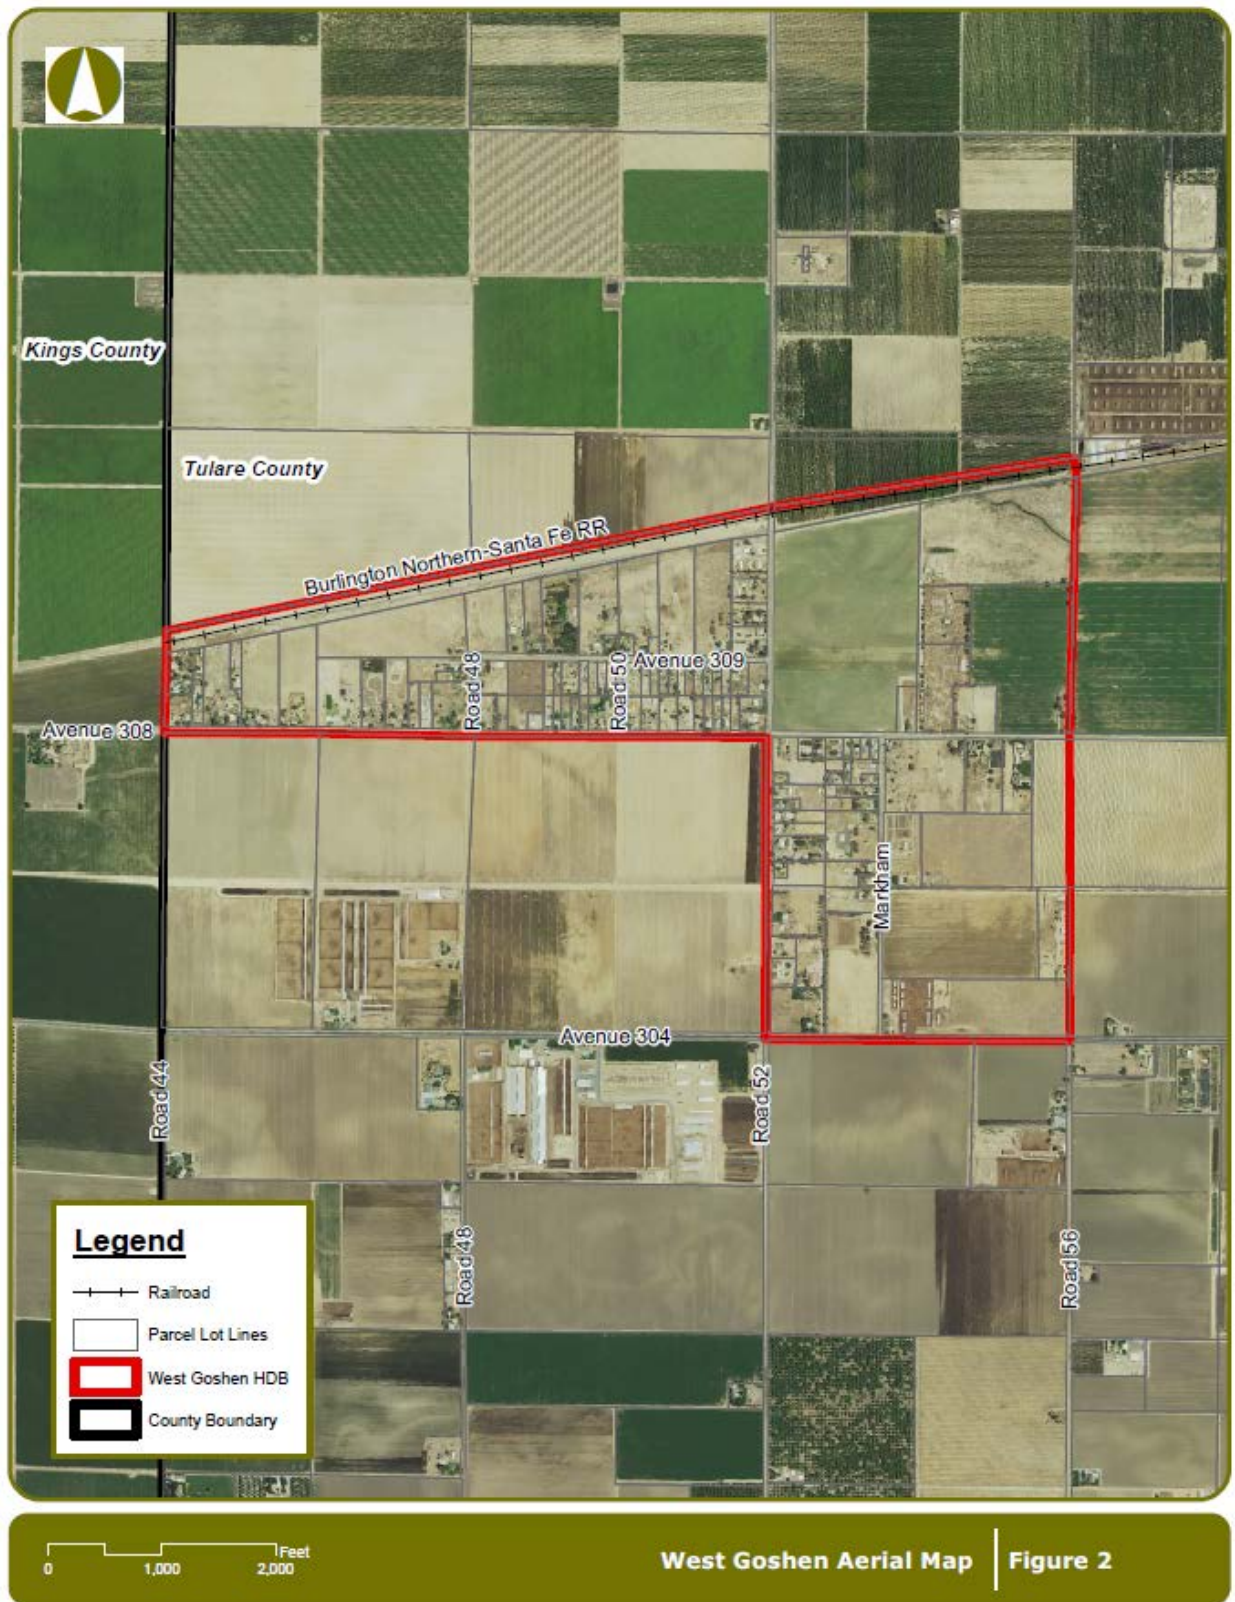 Kings County
Tulare County
Burlington Northern-Santa Fe RR
Avenue 309
Road 48
Road 50
Avenue 308
Markham
Avenue 304
Road 44
Road 52
Road 48
Road 56
Legend
Railroad
Parcel Lot Lines
West Goshen HDB
County Boundary
Feet
0 1,000 2,000
West Goshen Aerial Map Figure 2